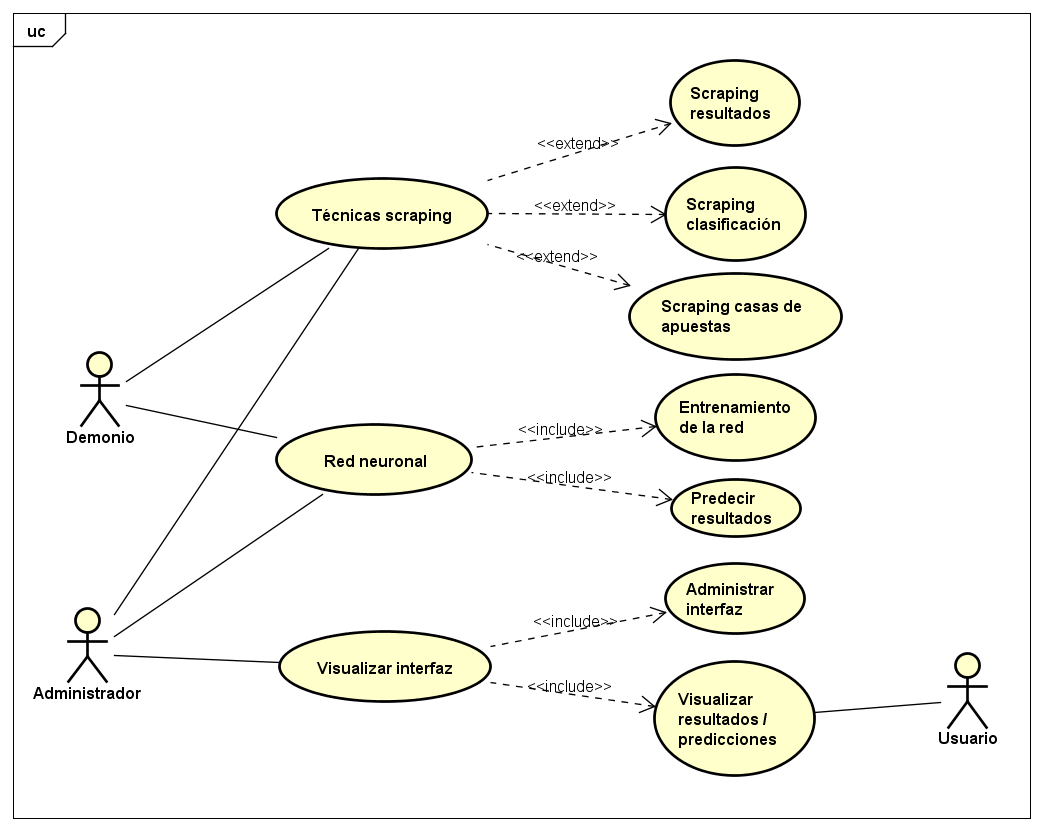 uc
Scraping
resultados
<<extend>>
Técnicas scraping
<<extend>>
Scraping
clasificación
<<extend>>
Scraping casas de
apuestas
Demonio
Entrenamiento
de la red
<<include>>
Red neuronal
<<include>>
Predecir
resultados
Administrar
interfaz
<<include>>
Administrador
Visualizar interfaz
<<include>>
Visualizar
resultados /
predicciones
Usuario